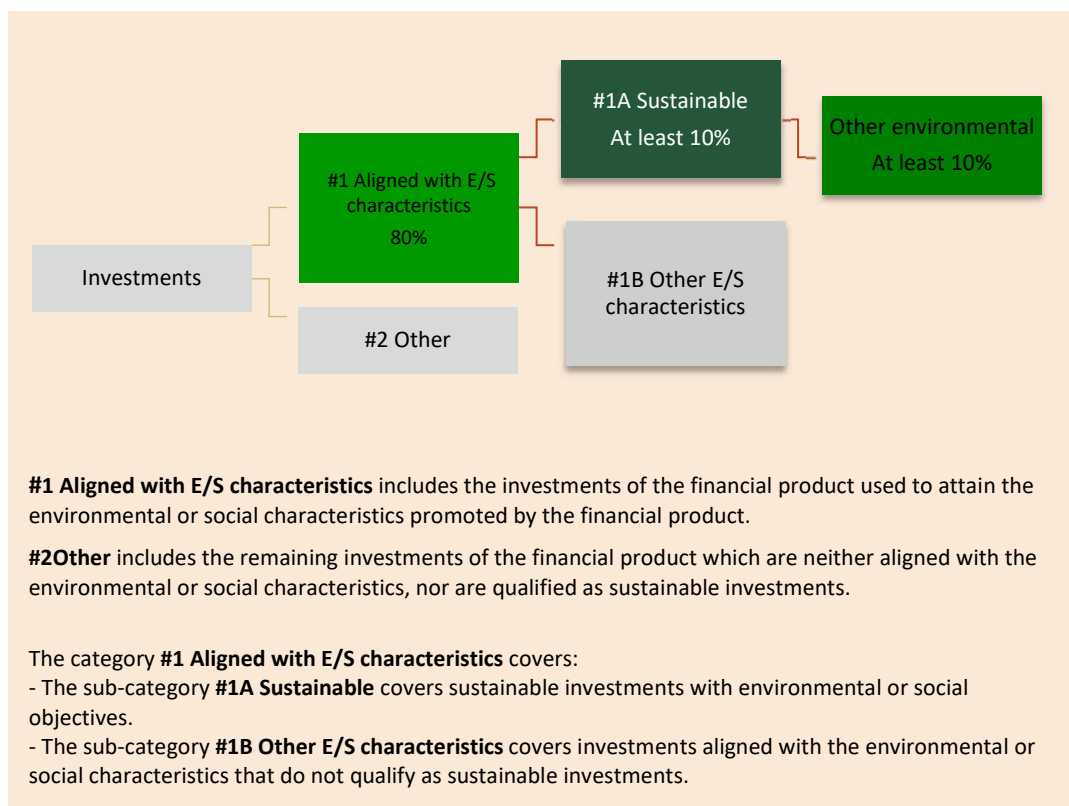 #1A Sustainable
At least 10%
Other environmental
At least 10%
#1 Aligned with E/S
characteristics
80%
Investments
#1B Other E/S
characteristics
#2 Other
#1 Aligned with E/S characteristics includes the investments of the financial product used to attain the
environmental or social characteristics promoted by the financial product.
#2Other includes the remaining investments of the financial product which are neither aligned with the
environmental or social characteristics, nor are qualified as sustainable investments.
The category #1 Aligned with E/S characteristics covers:
- The sub-category #1A Sustainable covers sustainable investments with environmental or social
objectives.
- The sub-category #1B Other E/S characteristics covers investments aligned with the environmental or
social characteristics that do not qualify as sustainable investments.